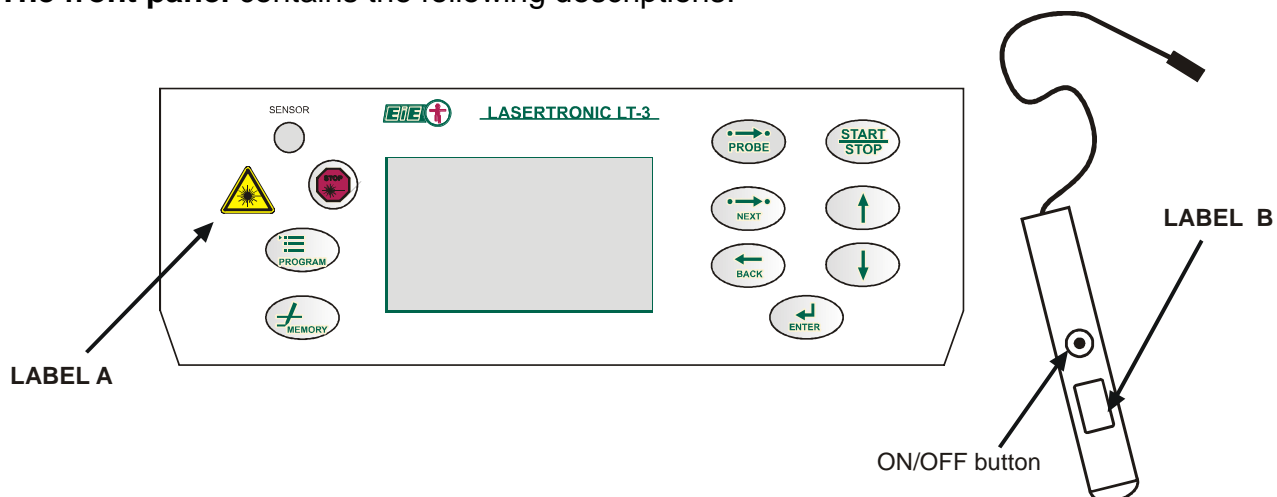 The front panel contains the following descriptions:
SENSOR
EiE
LASERTRONIC LT-3
STOP
PROBE
START
STOP
NEXT
PROGRAM
BACK
MEMORY
ENTER
LABEL A
LABEL B
ON/OFF button